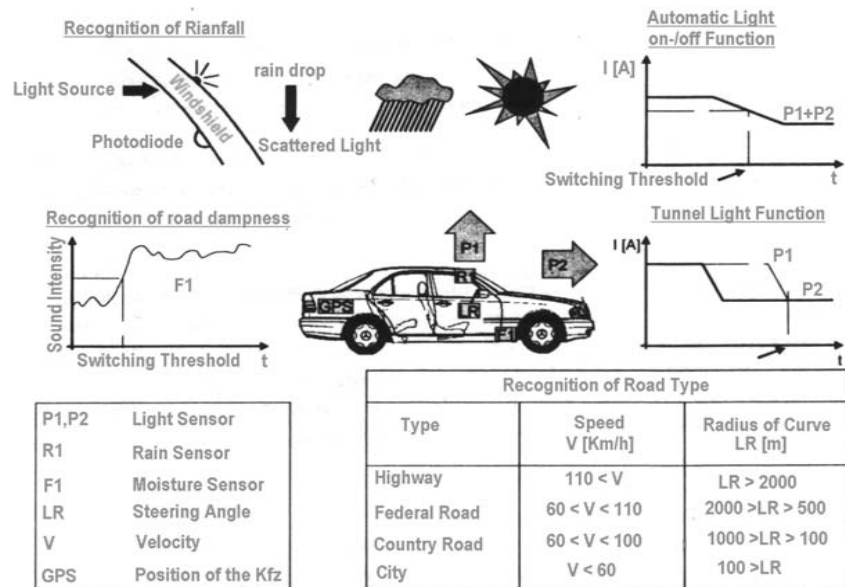 Recognition of Rianfall
Light Source
Windshield
rain drop
Photodiode
Scattered Light
Automatic Light
on-/off Function
I [A]
P1+P2
Switching Threshold
t
Recognition of road dampness
Sound Intensity
F1
Switching Threshold
t
P1
P2
R1
GPS
LR
F1
Tunnel Light Function
I [A]
P1
P2
t
P1,P2 Light Sensor
R1 Rain Sensor
F1 Moisture Sensor
LR Steering Angle
V Velocity
GPS Position of the Kfz
Recognition of Road Type
Type Speed V [Km/h] Radius of Curve LR [m]
Highway 110 < V LR > 2000
Federal Road 60 < V < 110 2000 >LR > 500
Country Road 60 < V < 100 1000 >LR > 100
City V < 60 100 >LR